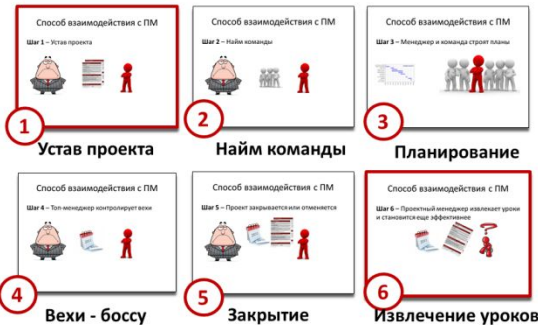 Способ взаимодействия с ПМ
Шаг 1 – Устав проекта
1
Устав проекта
Способ взаимодействия с ПМ
Шаг 2 – Найм команды
2
Найм команды
Способ взаимодействия с ПМ
Шаг 3 – Менеджер и команда строят планы
3
Планирование
Способ взаимодействия с ПМ
Шаг 4 – Топ-менеджер контролирует вехи
4
Вехи - боссу
Способ взаимодействия с ПМ
Шаг 5 – Проект закрывается или отменяется
5
Закрытие
Способ взаимодействия с ПМ
Шаг 6 – Проектный менеджер извлекает уроки
и становится еще эффективнее
6
Извлечение уроков